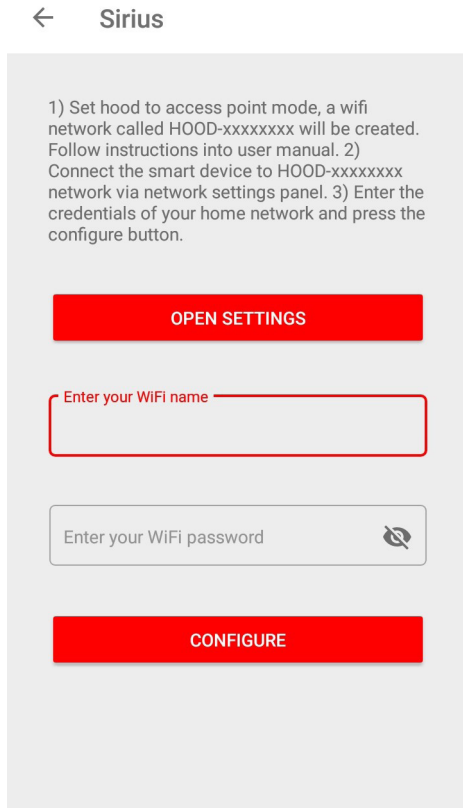 Sirius
1) Set hood to access point mode, a wifi
network called HOOD-xxxxxxxx will be created.
Follow instructions into user manual. 2)
Connect the smart device to HOOD-xxxxxxxx
network via network settings panel. 3) Enter the
credentials of your home network and press the
configure button.
OPEN SETTINGS
Enter your WiFi name
Enter your WiFi password
CONFIGURE